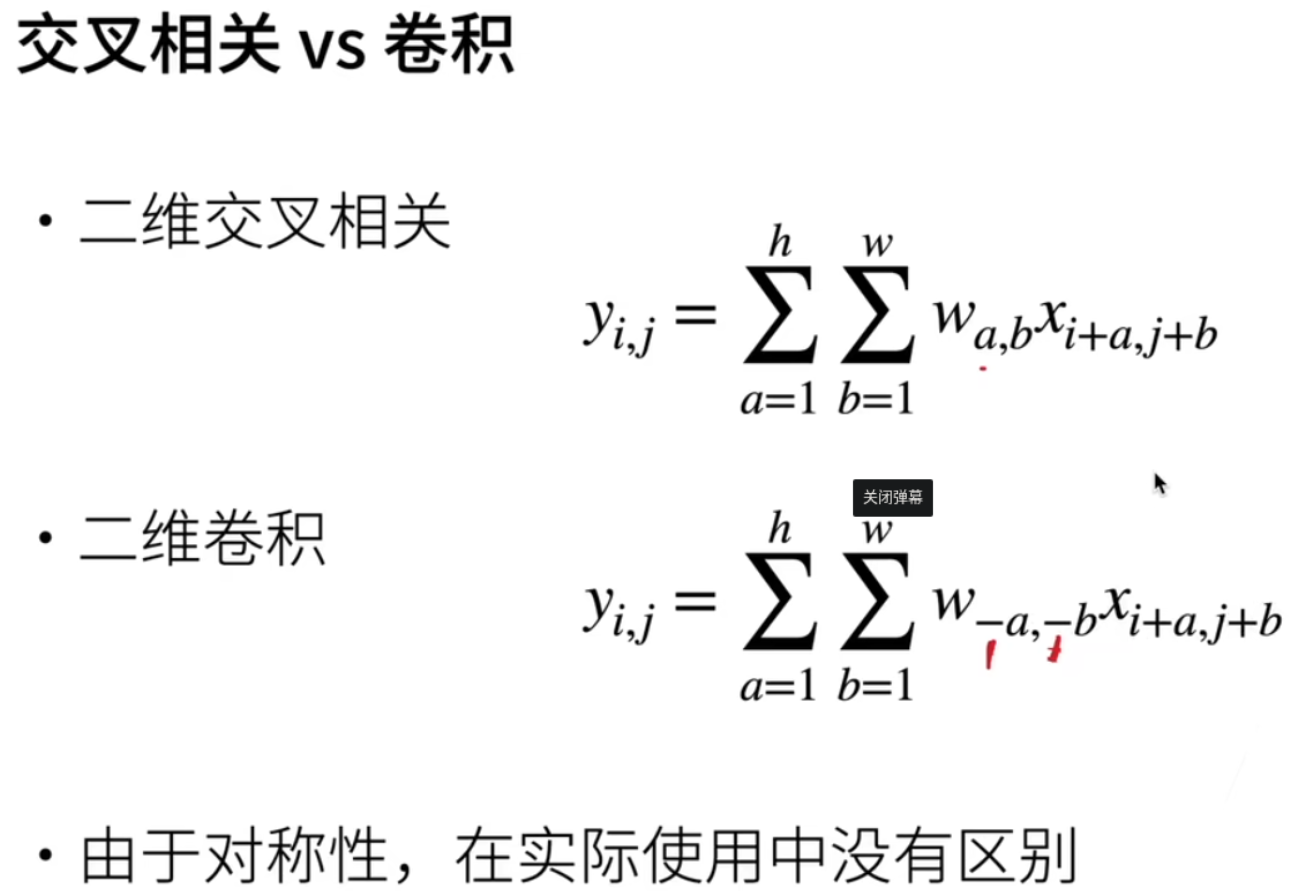 交叉相关 vs 卷积
• 二维交叉相关
y_{i,j} = \sum_{a=1}^{h} \sum_{b=1}^{w} w_{a,b} x_{i+a,j+b}
关闭弹幕
• 二维卷积
y_{i,j} = \sum_{a=1}^{h} \sum_{b=1}^{w} w_{-a,-b} x_{i+a,j+b}
• 由于对称性，在实际使用中没有区别